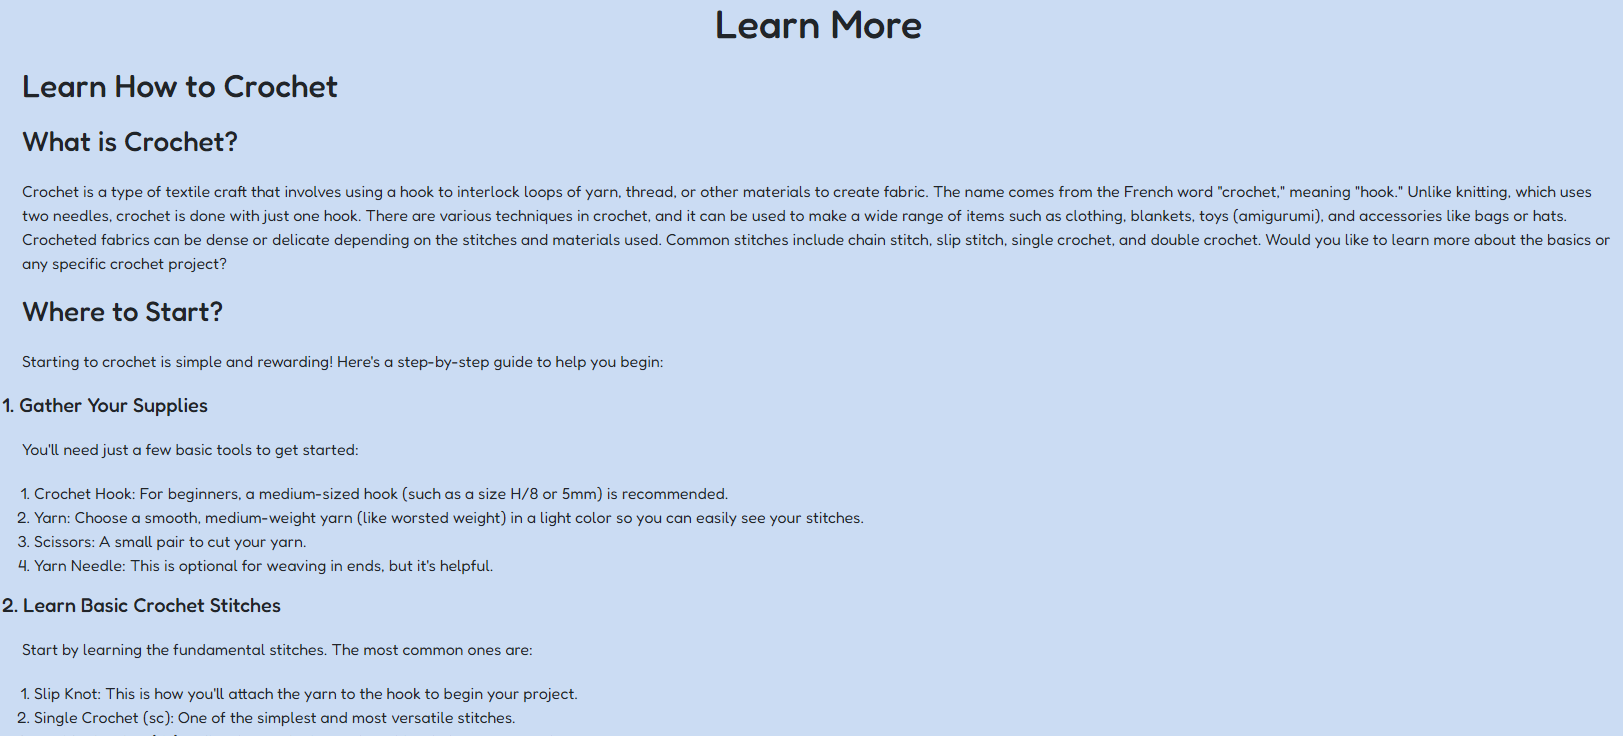 Learn More
Learn How to Crochet
What is Crochet?
Crochet is a type of textile craft that involves using a hook to interlock loops of yarn, thread, or other materials to create fabric. The name comes from the French word "crochet," meaning "hook." Unlike knitting, which uses
two needles, crochet is done with just one hook. There are various techniques in crochet, and it can be used to make a wide range of items such as clothing, blankets, toys (amigurumi), and accessories like bags or hats.
Crocheted fabrics can be dense or delicate depending on the stitches and materials used. Common stitches include chain stitch, slip stitch, single crochet, and double crochet. Would you like to learn more about the basics or
any specific crochet project?
Where to Start?
Starting to crochet is simple and rewarding! Here's a step-by-step guide to help you begin:
1. Gather Your Supplies
You'll need just a few basic tools to get started:
1. Crochet Hook: For beginners, a medium-sized hook (such as a size H/8 or 5mm) is recommended.
2. Yarn: Choose a smooth, medium-weight yarn (like worsted weight) in a light color so you can easily see your stitches.
3. Scissors: A small pair to cut your yarn.
4. Yarn Needle: This is optional for weaving in ends, but it's helpful.
2. Learn Basic Crochet Stitches
Start by learning the fundamental stitches. The most common ones are:
1. Slip Knot: This is how you'll attach the yarn to the hook to begin your project.
2. Single Crochet (sc): One of the simplest and most versatile stitches.